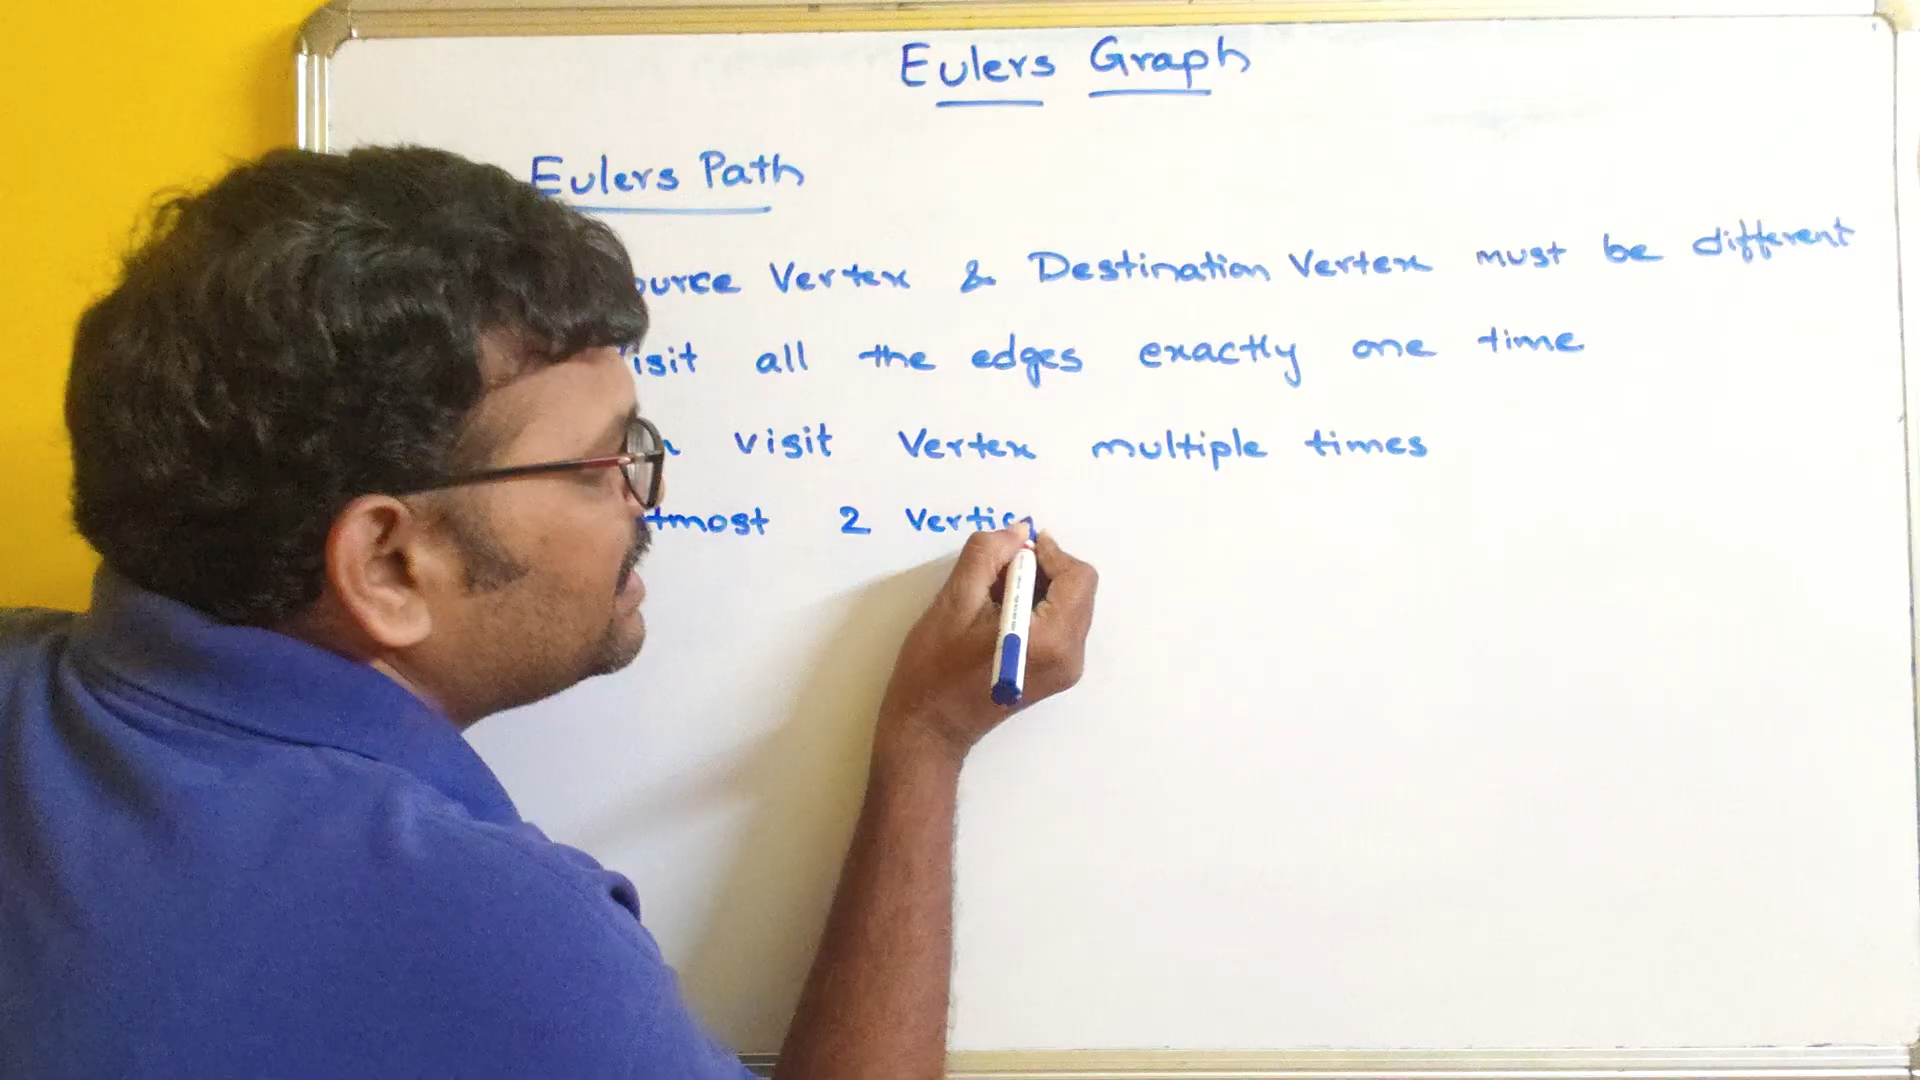 Eulers Graph
Eulers Path
ource Vertex & Destination Vertex must be different
isit all the edges exactly one time
visit Vertex multiple times
tmost 2 Vertic